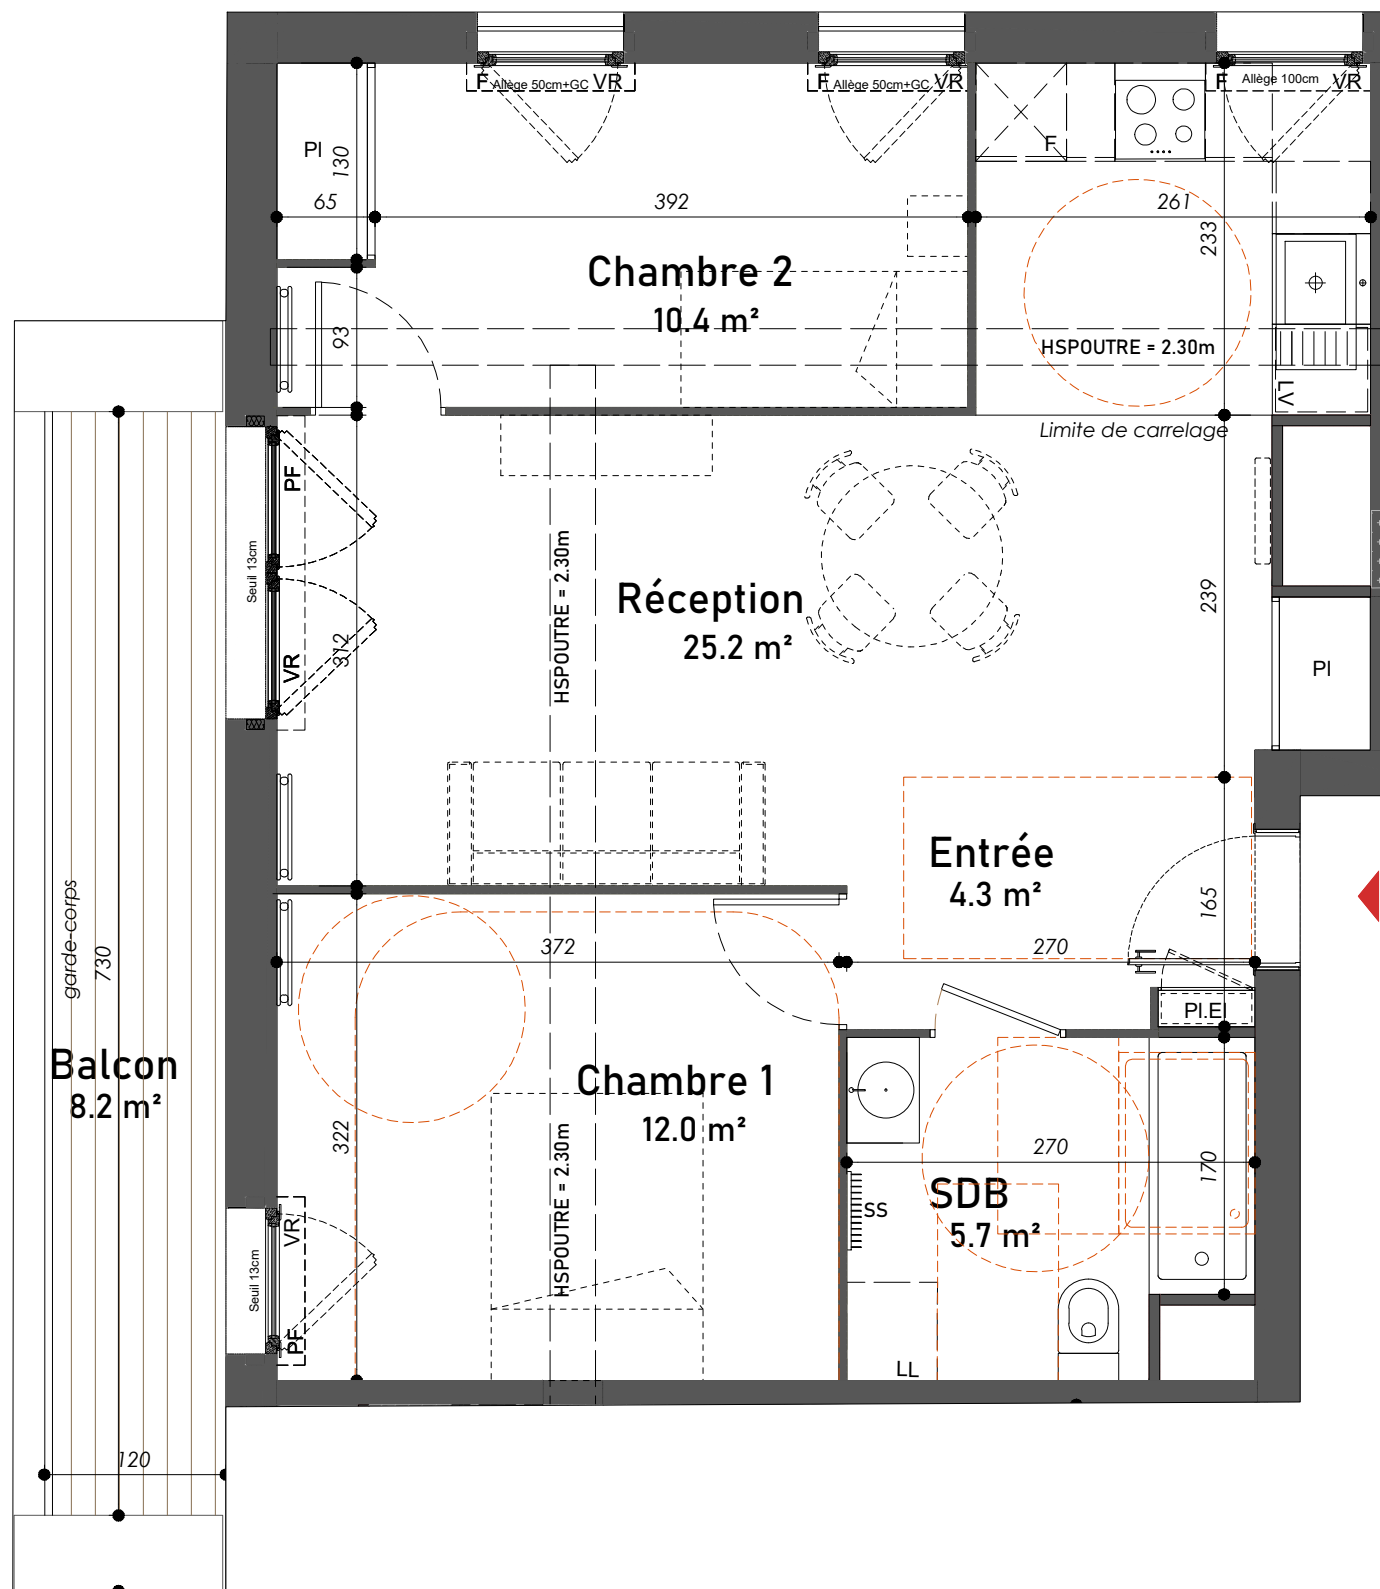 F Allège 50cm+GC VR
F Allège 50cm+GC VR
F Allège 100cm VR
Pl
130
F
65
392
261
233
Chambre 2
10.4 m²
93
HSPOUTRE = 2.30m
LV
Limite de carrelage
PF
Seuil 13cm
HSPOUTRE = 2.30m
Réception
25.2 m²
239
312
VR
Pl
Entrée
4.3 m²
garde-corps
730
165
372
270
Pl.El
Balcon
8.2 m²
Chambre 1
12.0 m²
322
HSPOUTRE = 2.30m
270
170
SDB
5.7 m²
SS
VR
Seuil 13cm
PF
LL
120